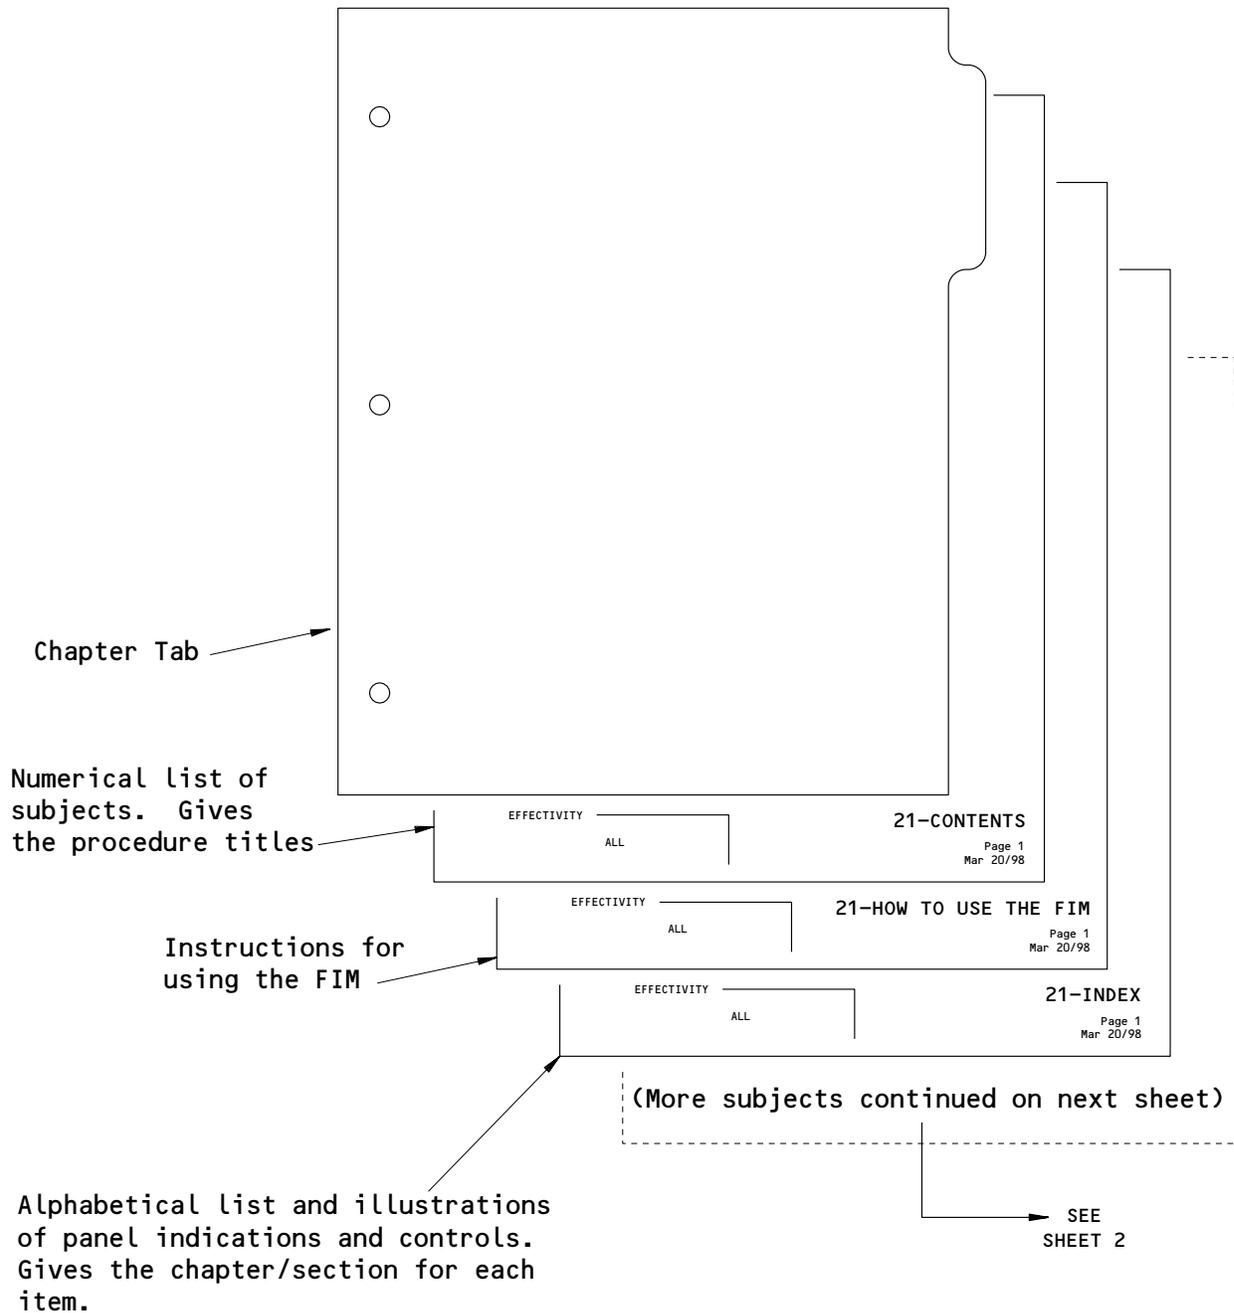 Chapter Tab
Numerical list of
subjects.  Gives
the procedure titles
EFFECTIVITY
ALL
21-CONTENTS
Page 1
Mar 20/98
Instructions for
using the FIM
EFFECTIVITY
ALL
21-HOW TO USE THE FIM
Page 1
Mar 20/98
EFFECTIVITY
ALL
21-INDEX
Page 1
Mar 20/98
(More subjects continued on next sheet)
Alphabetical list and illustrations
of panel indications and controls.
Gives the chapter/section for each
item.
SEE
SHEET 2